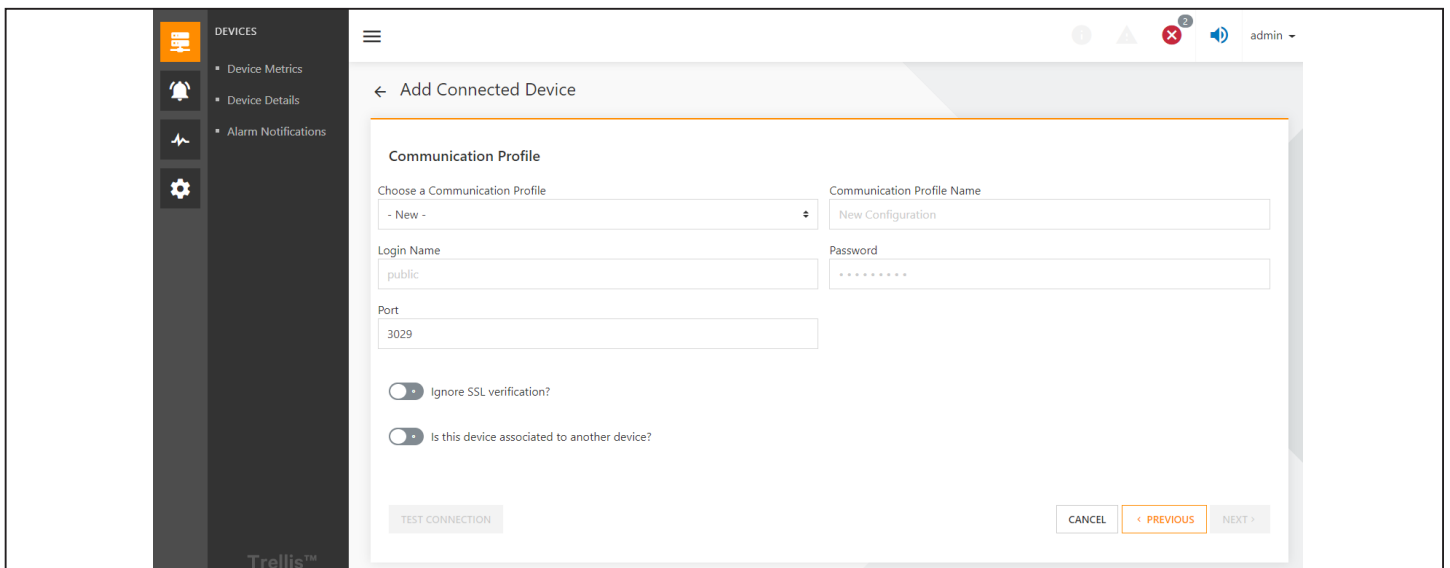 DEVICES
Device Metrics
Device Details
Alarm Notifications
Trellis™
2
admin
Add Connected Device
Communication Profile
Choose a Communication Profile
- New -
Communication Profile Name
New Configuration
Login Name
public
Password
Port
3029
Ignore SSL verification?
Is this device associated to another device?
TEST CONNECTION
CANCEL
‹ PREVIOUS
NEXT ›